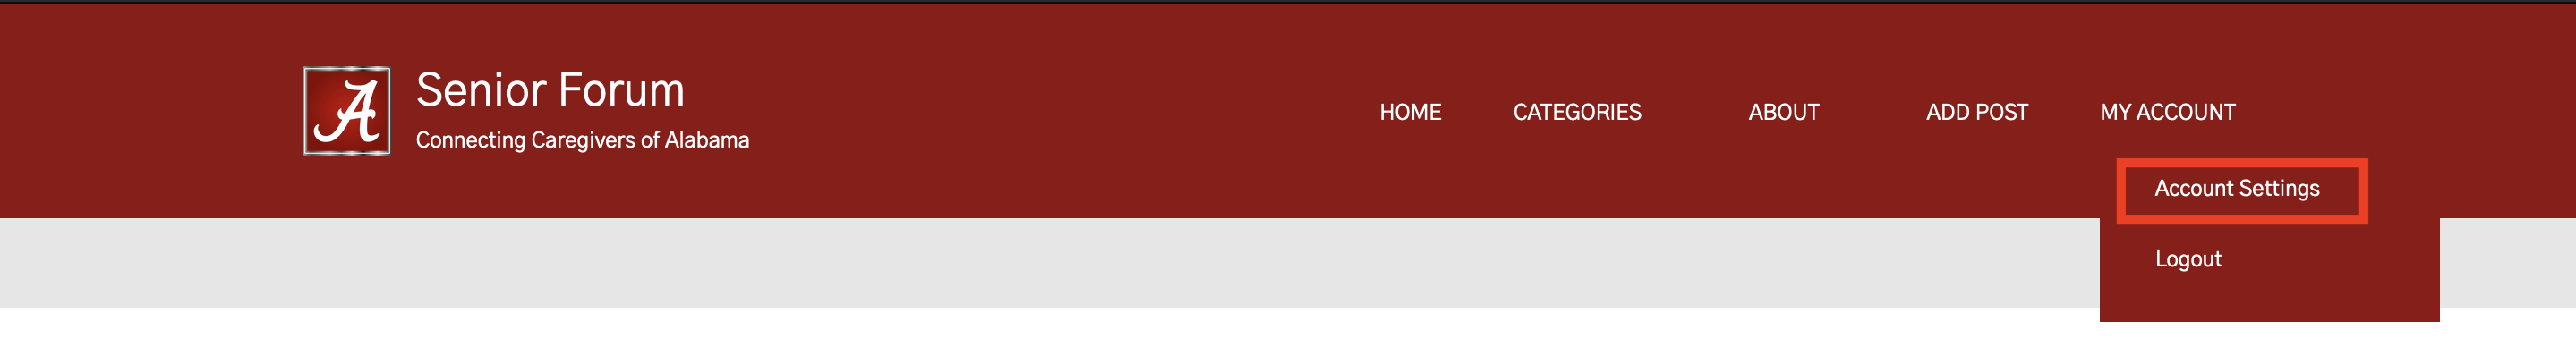 A
Senior Forum
Connecting Caregivers of Alabama
HOME CATEGORIES ABOUT ADD POST MY ACCOUNT
Account Settings
Logout